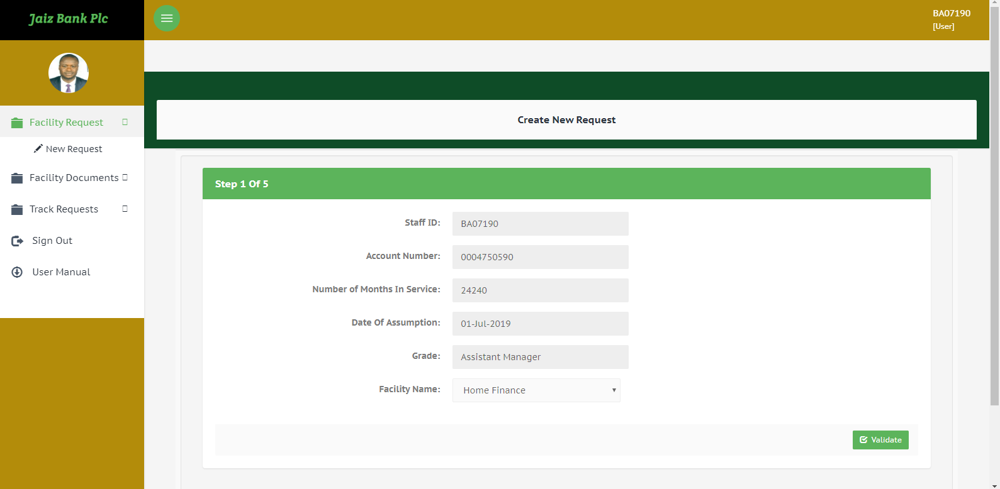 Jaiz Bank Plc
BA07190
[User]
Facility Request
New Request
Facility Documents
Track Requests
Sign Out
User Manual
Create New Request
Step 1 Of 5
Staff ID: BA07190
Account Number: 0004750590
Number of Months In Service: 24240
Date Of Assumption: 01-Jul-2019
Grade: Assistant Manager
Facility Name: Home Finance
Validate